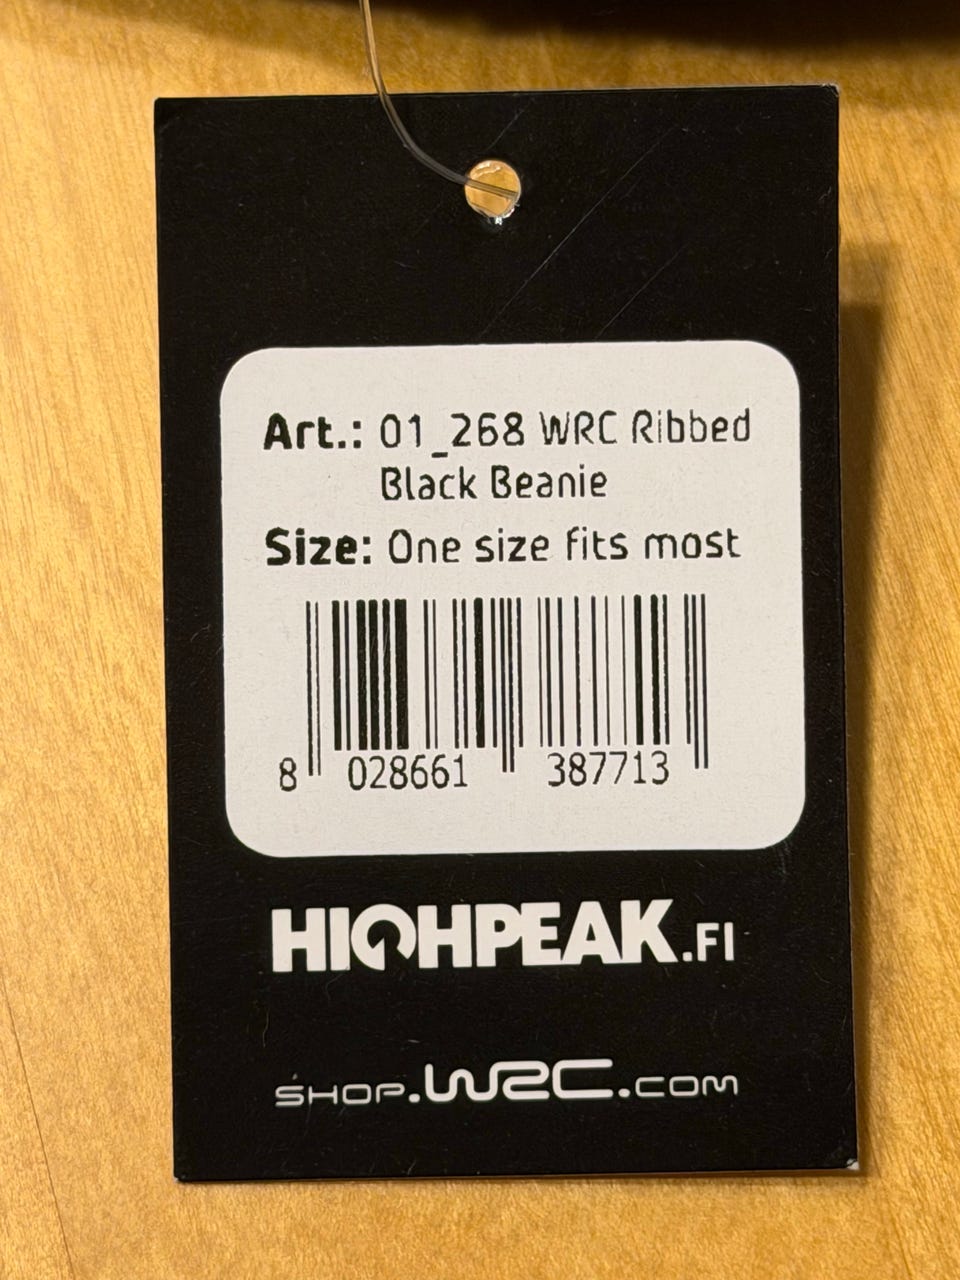 Art.: 01_268 WRC Ribbed
Black Beanie
Size: One size fits most
8 028661 387713
HIGHPEAK.FI
SHOP.WRC.COM